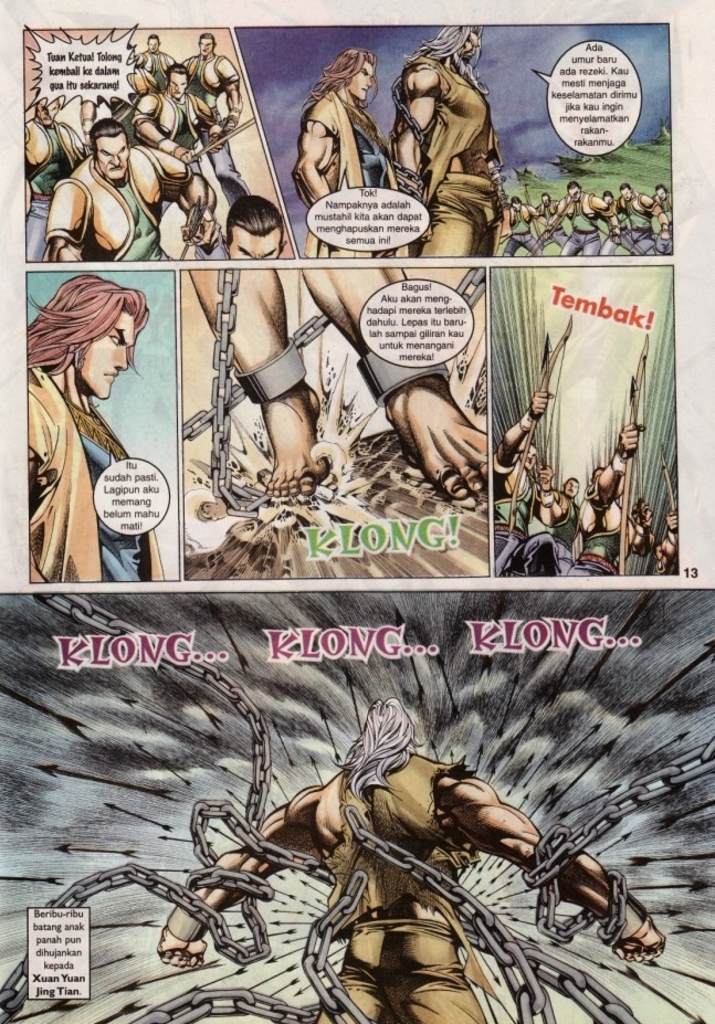 Tuan Ketua! Tolong
kembali ke dalam
gua itu sekarang!
Ada
umur baru
ada rezeki. Kau
mesti menjamin
keselamatan dirimu
jika kau ingin
menyelamatkan
rakan-
rakanmu.
Tok!
Nampaknya adalah
mustahil kita akan dapat
menghapuskan mereka
semua ini!
Itu
sudah pasti.
Lagipun aku
memang
belum mahu
mati!
Bagus!
Aku akan meng-
hadapi mereka terlebih
dahulu. Lepas itu baru-
lah sampai giliran kau
untuk menangani
mereka!
KLONG!
Tembak!
13
KLONG... KLONG... KLONG...
Beribu-ribu
batang anak
panah pun
dihujankan
kepada
Xuan Yuan
Jing Tian.